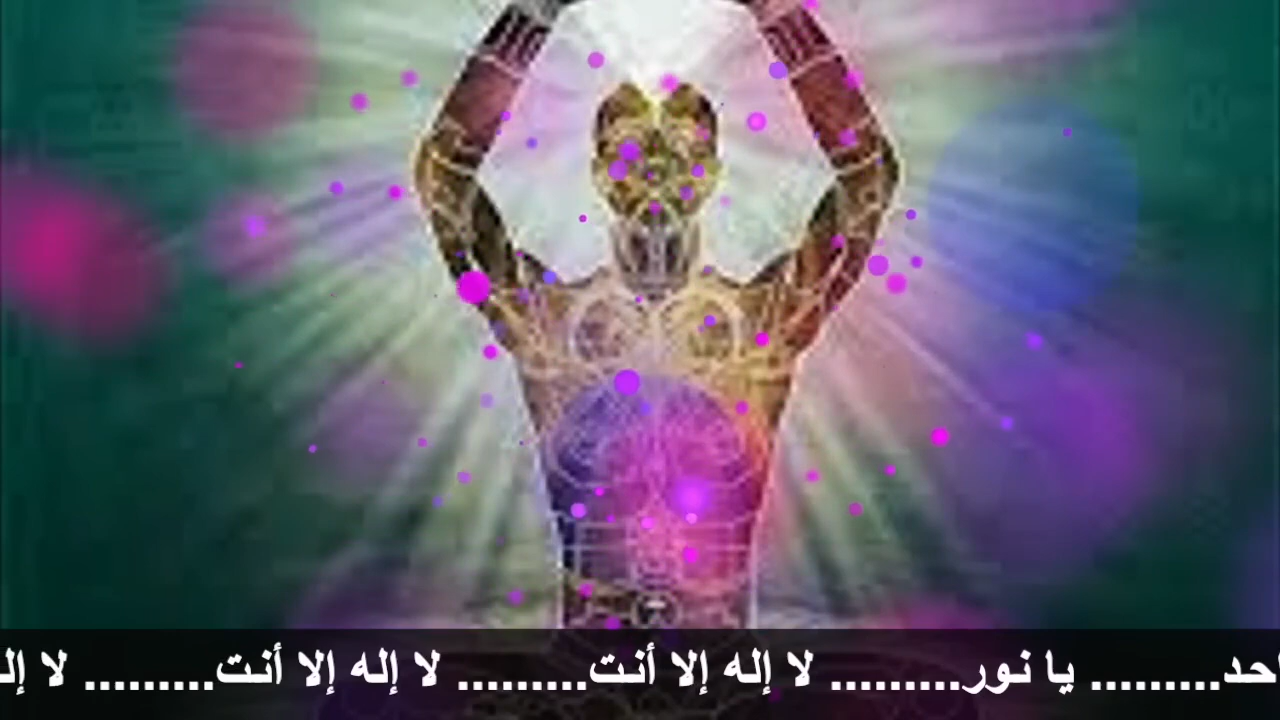 ......... يا نور......... لا إله إلا أنت......... لا إله إلا أنت......... لا